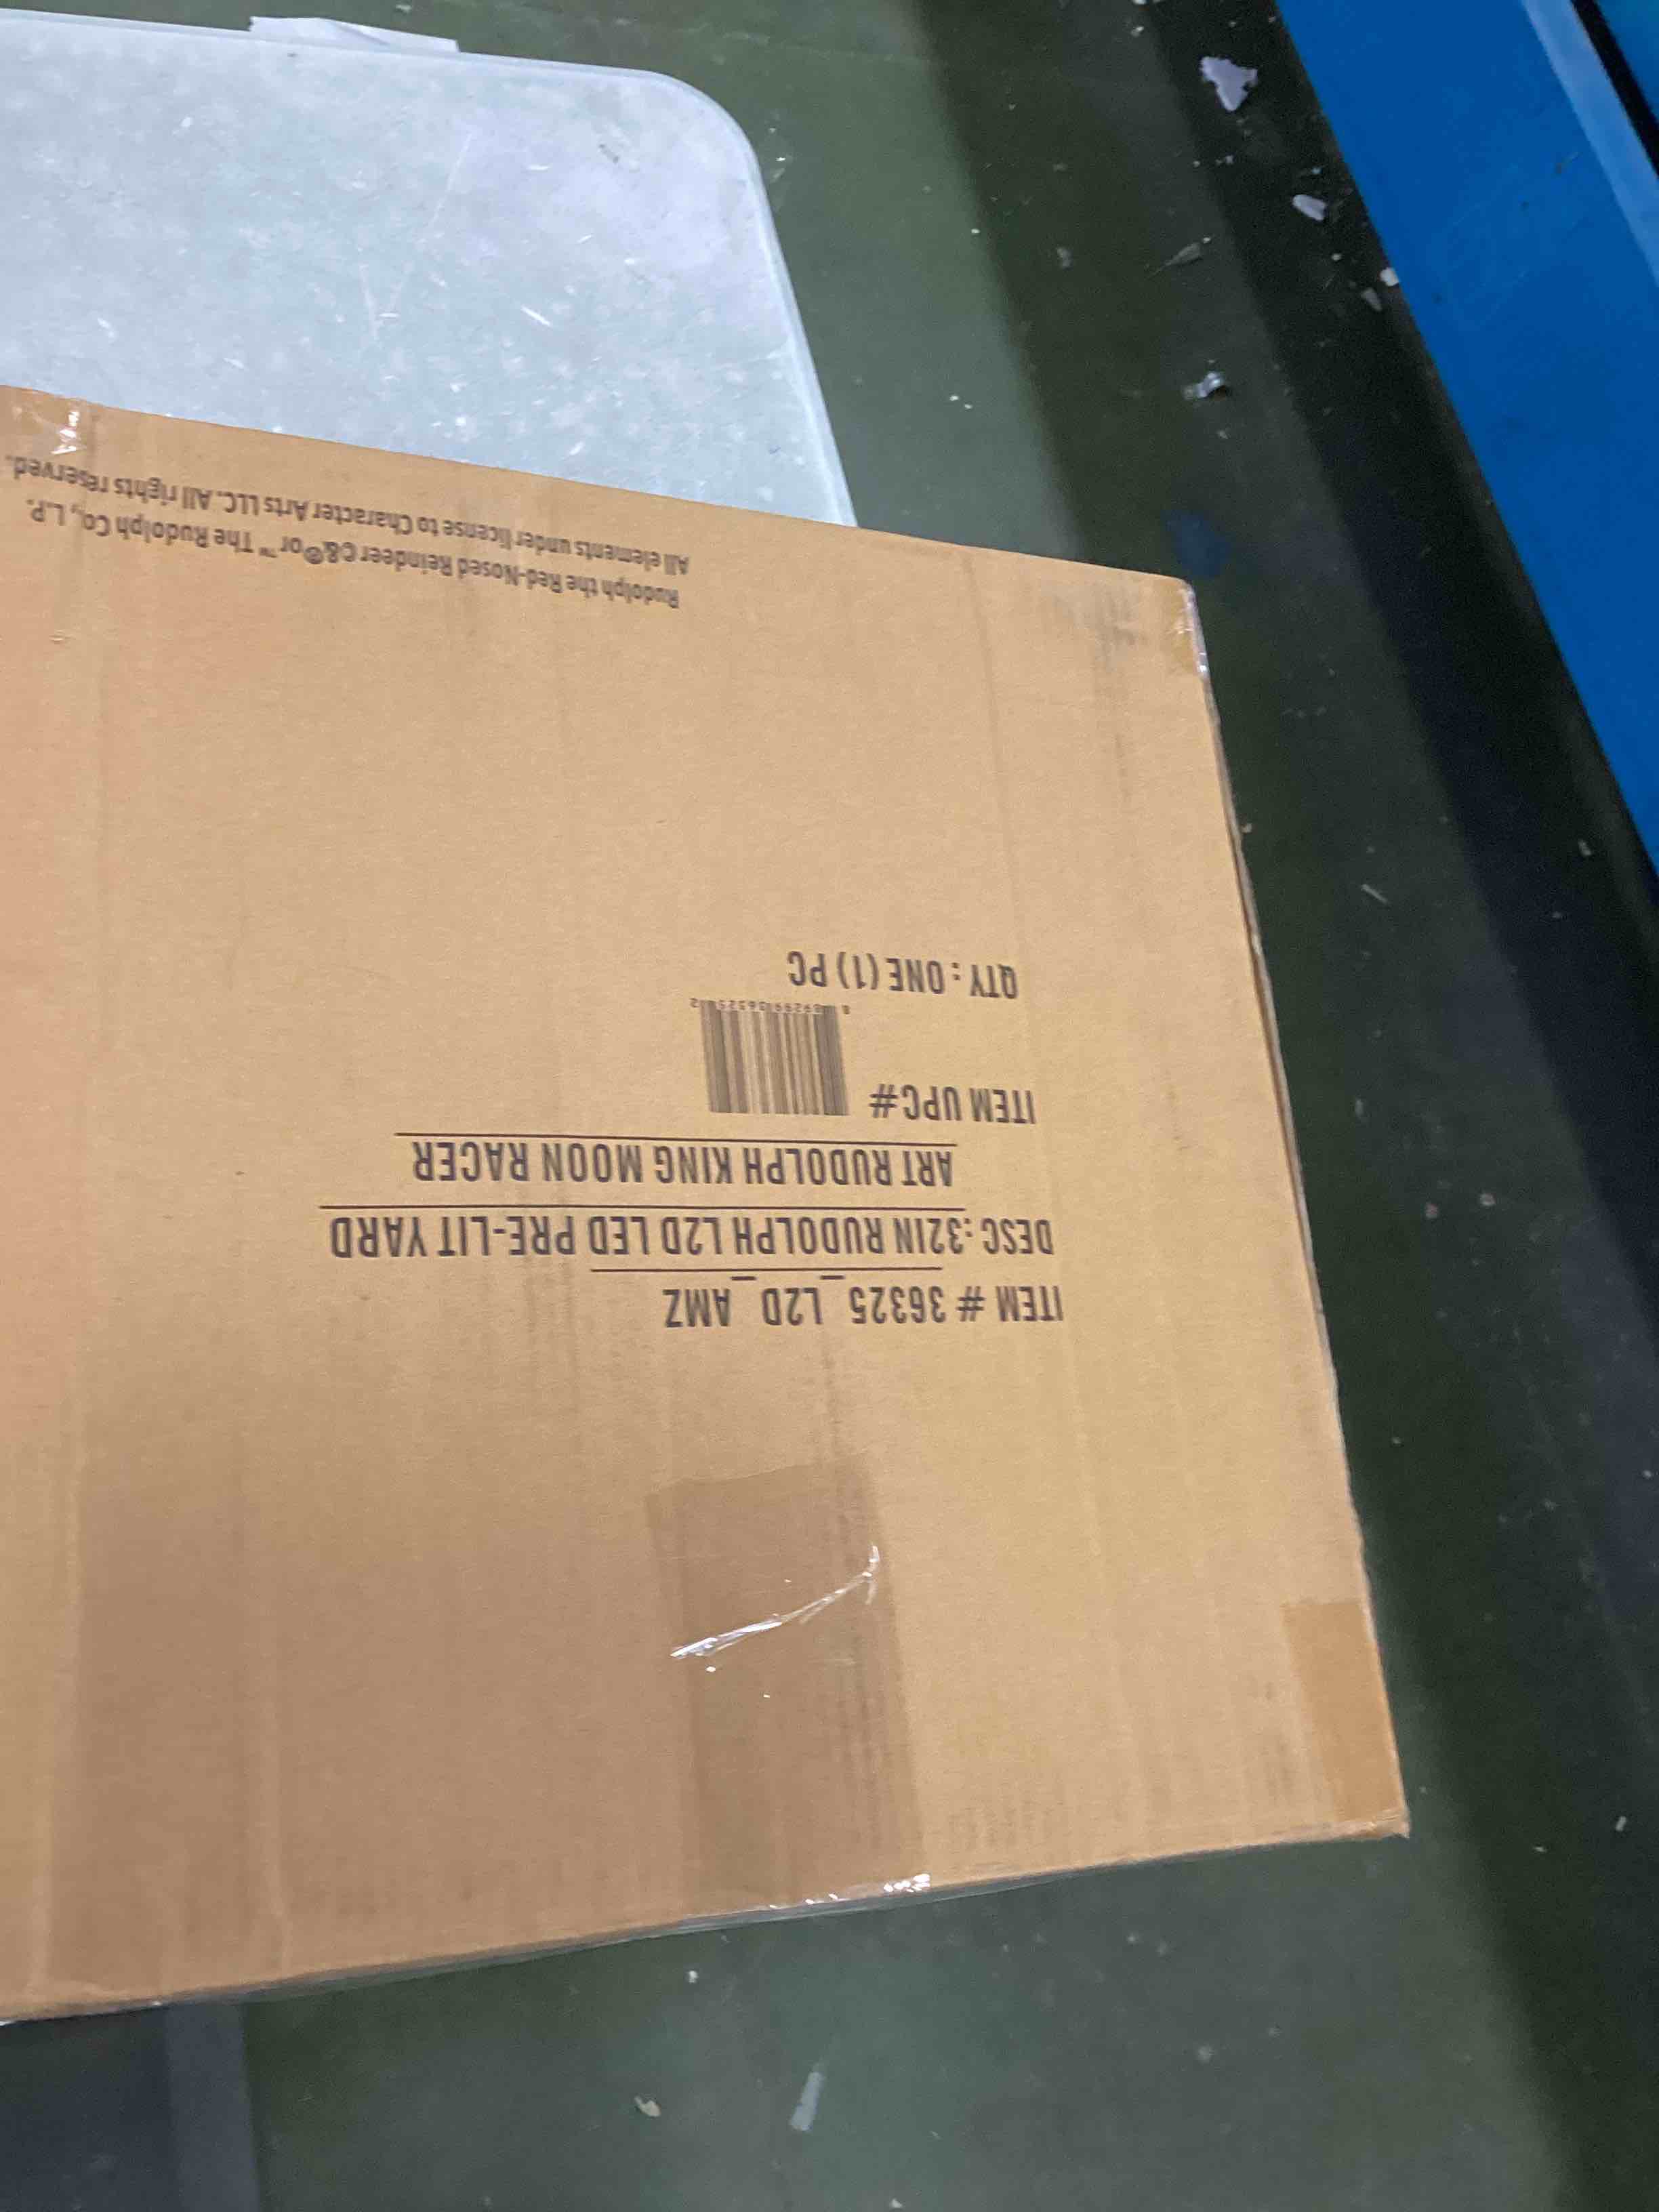 ITEM # 36325_L2D_AMZ
DESC:32IN RUDOLPH L2D LED PRE-LIT YARD
ART RUDOLPH KING MOON RACER
ITEM UPC#
QTY : ONE (1) PC
Rudolph the Red-Nosed Reindeer ©&®or™ The Rudolph Co., L.P.
All elements under license to Character Arts LLC. All rights reserved.